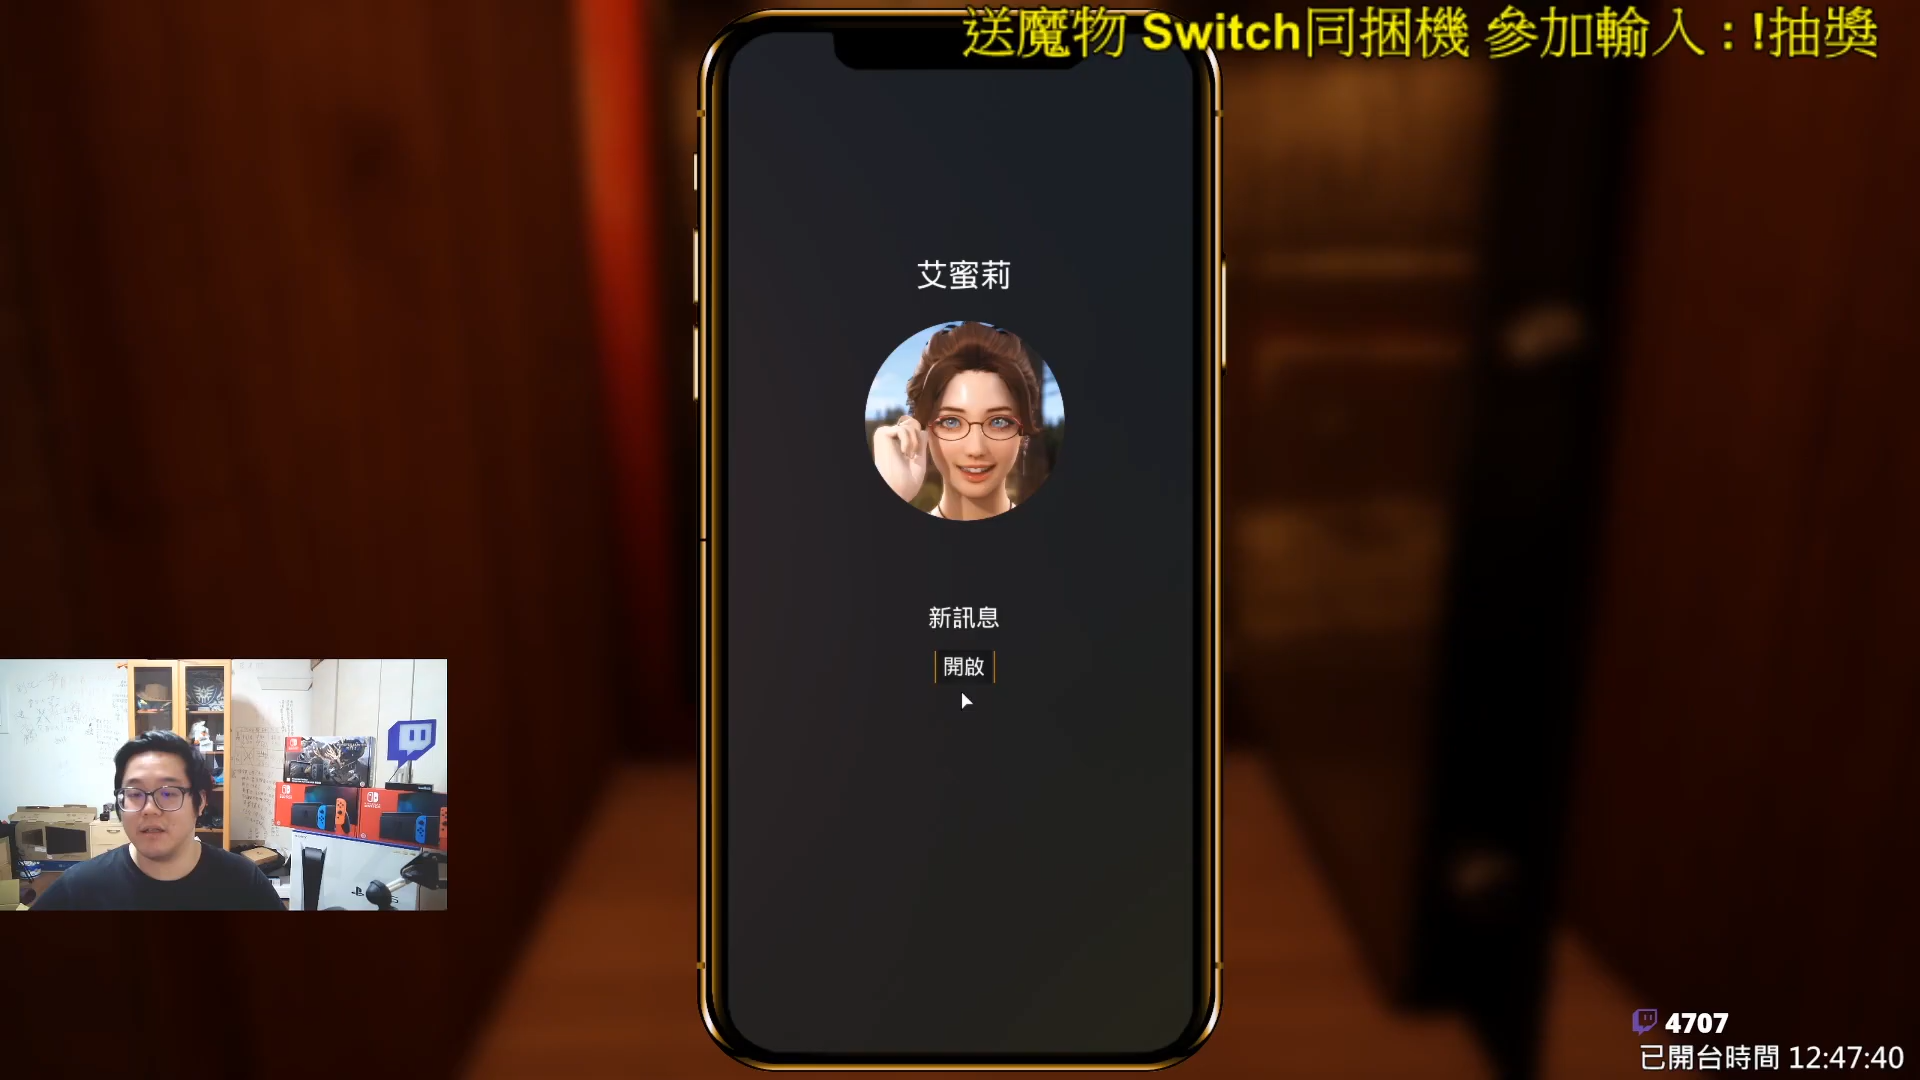 送魔物 Switch同捆機 參加輸入 : !抽獎
艾蜜莉
新訊息
開啟
4707
已開台時間 12:47:40